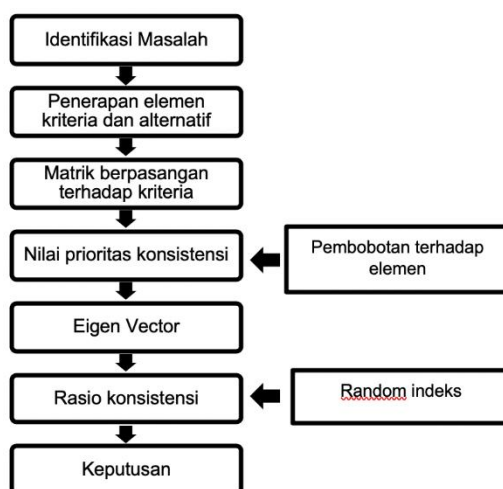 Identifikasi Masalah
Penerapan elemen
kriteria dan alternatif
Matrik berpasangan
terhadap kriteria
Nilai prioritas konsistensi
Pembobotan terhadap
elemen
Eigen Vector
Rasio konsistensi
Random indeks
Keputusan